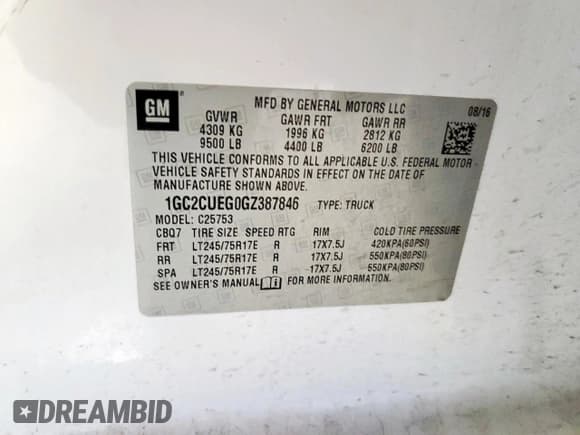 GM ®
MFD BY GENERAL MOTORS LLC 08/16
GVWR GAWR FRT GAWR RR
4309 KG 1996 KG 2812 KG
9500 LB 4400 LB 6200 LB
THIS VEHICLE CONFORMS TO ALL APPLICABLE U.S. FEDERAL MOTOR
VEHICLE SAFETY STANDARDS IN EFFECT ON THE DATE OF
MANUFACTURE SHOWN ABOVE.
1GC2CUEG0GZ387846 TYPE: TRUCK
MODEL: C25753
CBQ7 TIRE SIZE SPEED RTG RIM COLD TIRE PRESSURE
FRT LT245/75R17E R 17X7.5J 420KPA(60PSI)
RR LT245/75R17E R 17X7.5J 550KPA(80PSI)
SPA LT245/75R17E R 17X7.5J 550KPA(80PSI)
SEE OWNER'S MANUAL FOR MORE INFORMATION.
DREAMBID